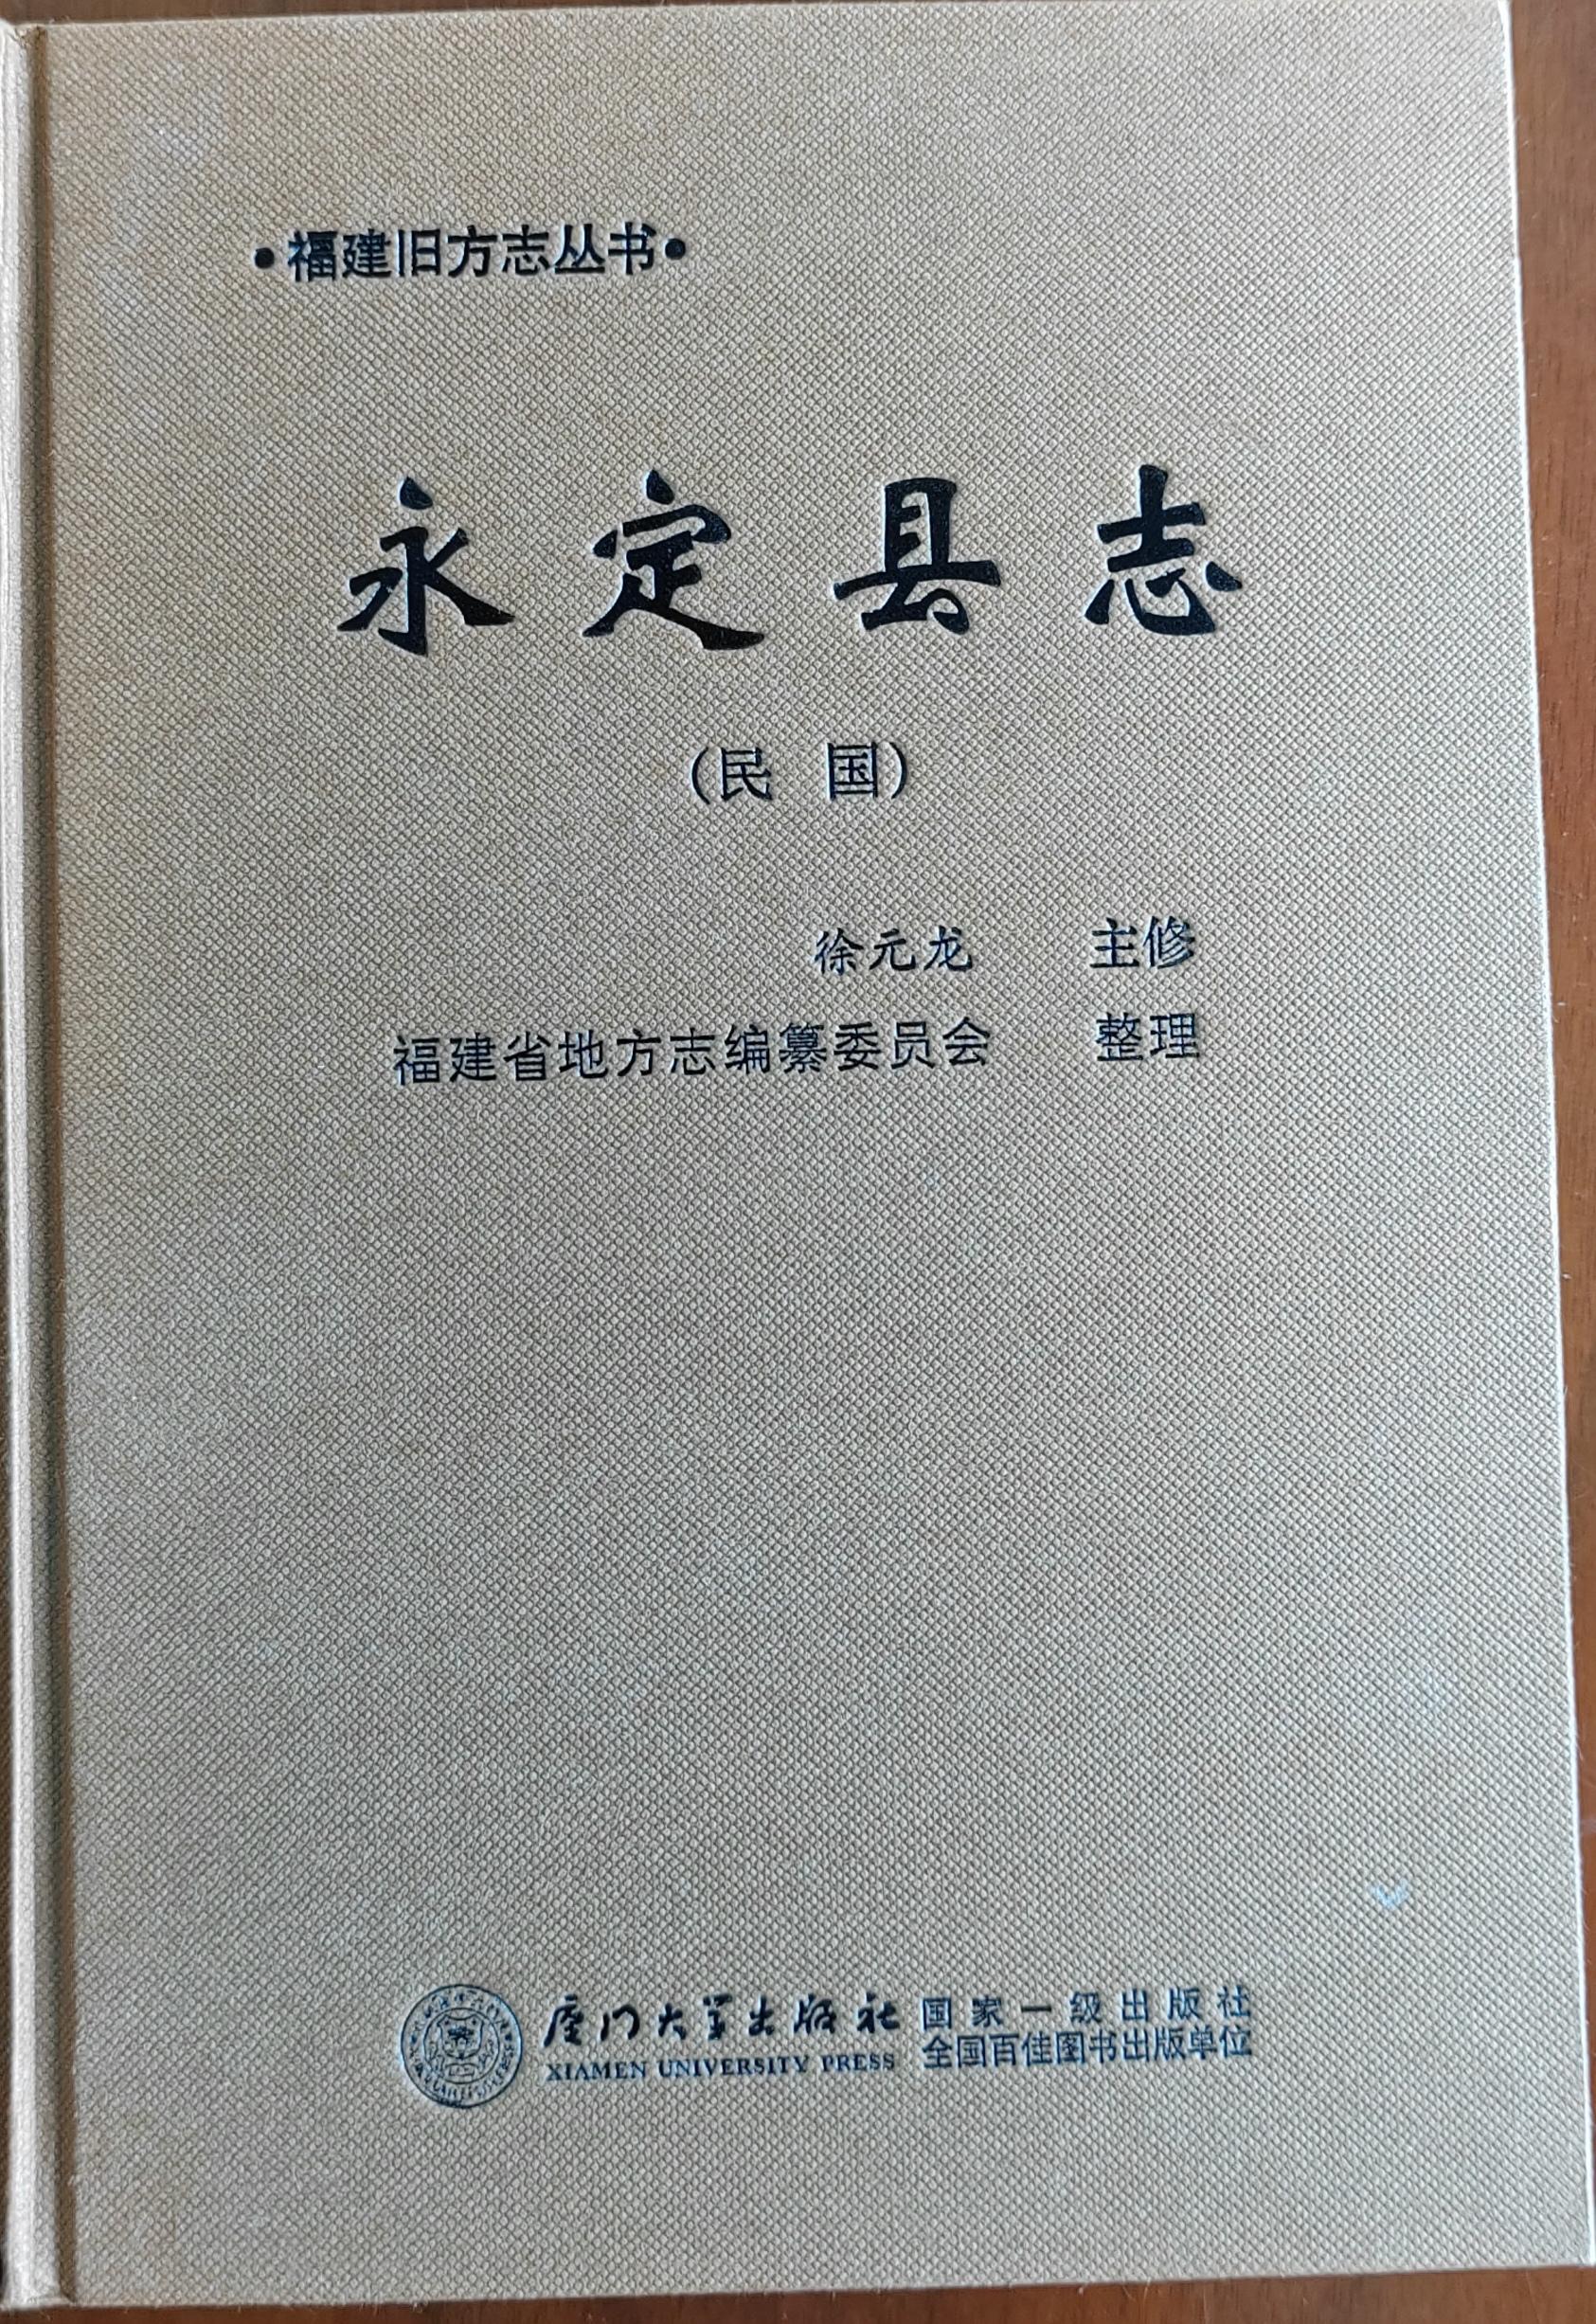 ·福建旧方志丛书·
永定县志
（民 国）
徐元龙 主修
福建省地方志编纂委员会 整理
厦门大学出版社
XIAMEN UNIVERSITY PRESS
国家一级出版社
全国百佳图书出版单位